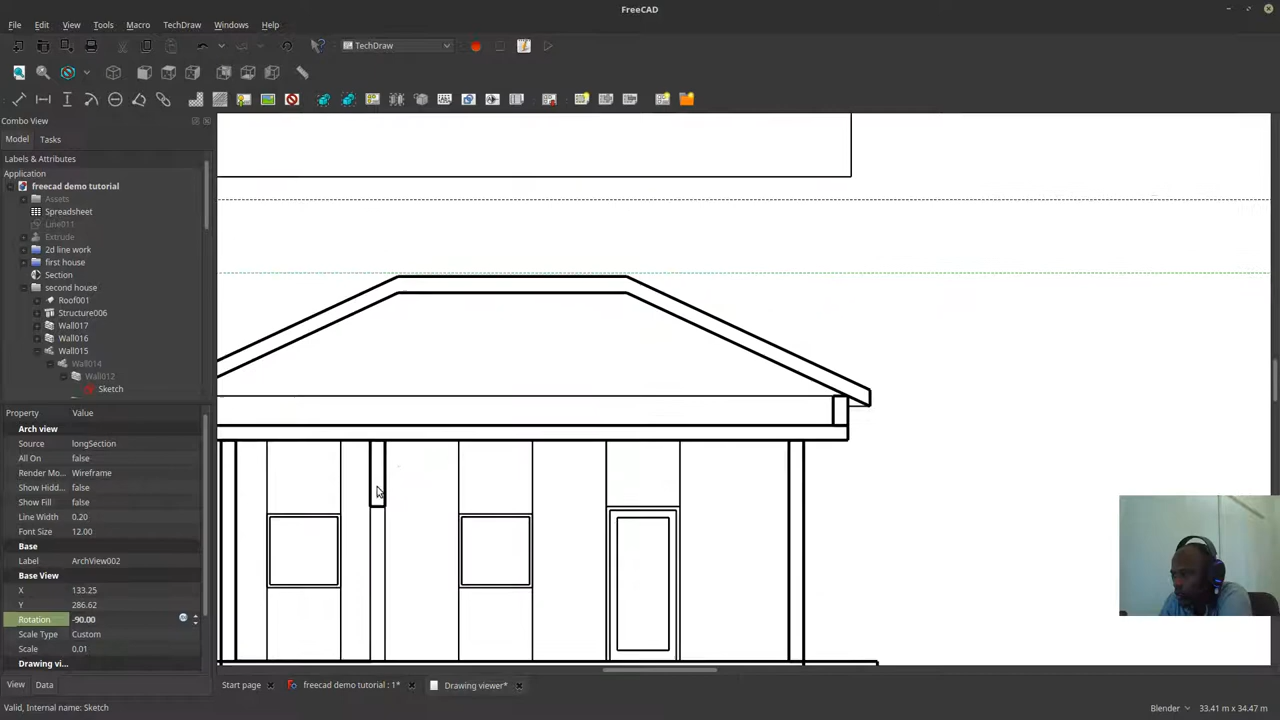 FreeCAD
File Edit View Tools Macro TechDraw Windows Help
TechDraw
Combo View
Model Tasks
Labels & Attributes
Application
freecad demo tutorial
Assets
Spreadsheet
Line011
Extrude
2d line work
first house
Section
second house
Roof001
Structure006
Wall017
Wall016
Wall015
Wall014
Wall012
Sketch
Property Value
Arch view
Source longSection
All On false
Render Mo... Wireframe
Show Hidd... false
Show Fill false
Line Width 0.20
Font Size 12.00
Base
Label ArchView002
Base View
X 133.25
Y 286.62
Rotation -90.00
Scale Type Custom
Scale 0.01
Drawing vi...
View Data
Start page freecad demo tutorial : 1* Drawing viewer*
Valid, Internal name: Sketch
Blender 33.41 m x 34.47 m